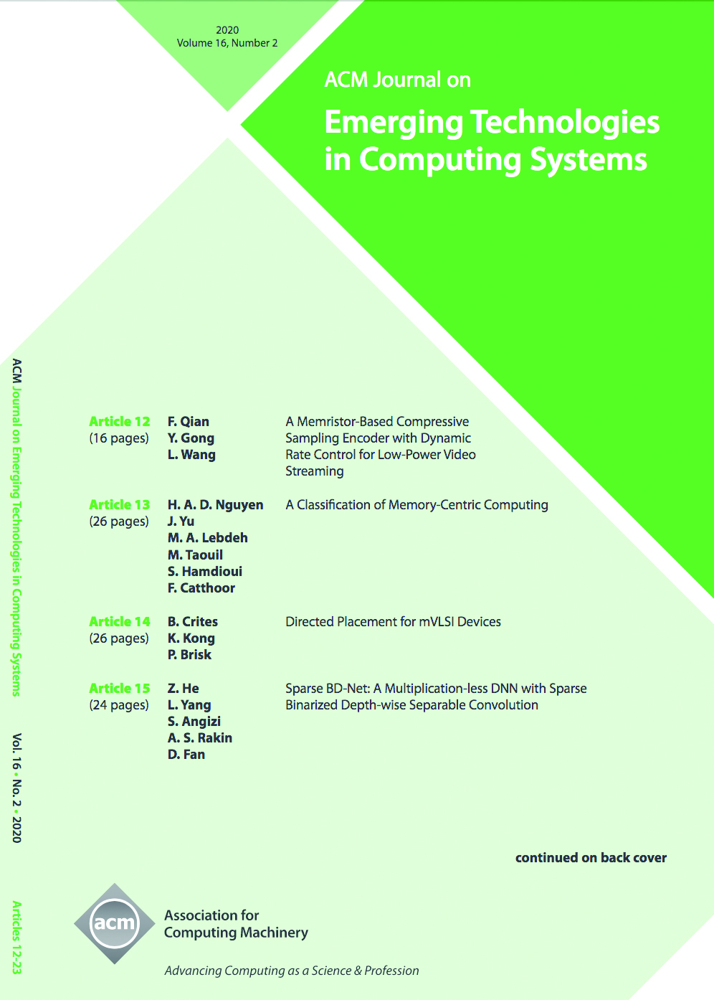 2020
Volume 16, Number 2
ACM Journal on
Emerging Technologies
in Computing Systems
Article 12
(16 pages)
F. Qian
Y. Gong
L. Wang
A Memristor-Based Compressive
Sampling Encoder with Dynamic
Rate Control for Low-Power Video
Streaming
Article 13
(26 pages)
H. A. D. Nguyen
J. Yu
M. A. Lebdeh
M. Taouil
S. Hamdioui
F. Catthoor
A Classification of Memory-Centric Computing
Article 14
(26 pages)
B. Crites
K. Kong
P. Brisk
Directed Placement for mVLSI Devices
Article 15
(24 pages)
Z. He
L. Yang
S. Angizi
A. S. Rakin
D. Fan
Sparse BD-Net: A Multiplication-less DNN with Sparse
Binarized Depth-wise Separable Convolution
continued on back cover
acm
Association for
Computing Machinery
Advancing Computing as a Science & Profession
ACM Journal on Emerging Technologies in Computing Systems Vol. 16 • No. 2 • 2020 Articles 12-23